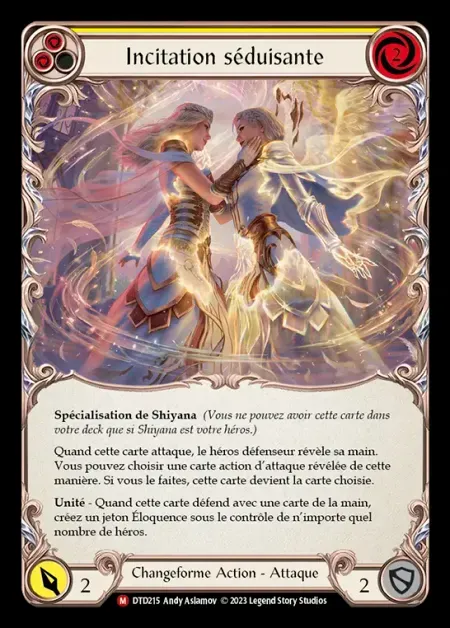 Incitation séduisante
2
Spécialisation de Shiyana (Vous ne pouvez avoir cette carte dans
votre deck que si Shiyana est votre héros.)
Quand cette carte attaque, le héros défenseur révèle sa main.
Vous pouvez choisir une carte action d'attaque révélée de cette
manière. Si vous le faites, cette carte devient la carte choisie.
Unité - Quand cette carte défend avec une carte de la main,
créez un jeton Éloquence sous le contrôle de n'importe quel
nombre de héros.
2 Changeforme Action - Attaque 2
M DTD215 Andy Aslamov © 2023 Legend Story Studios